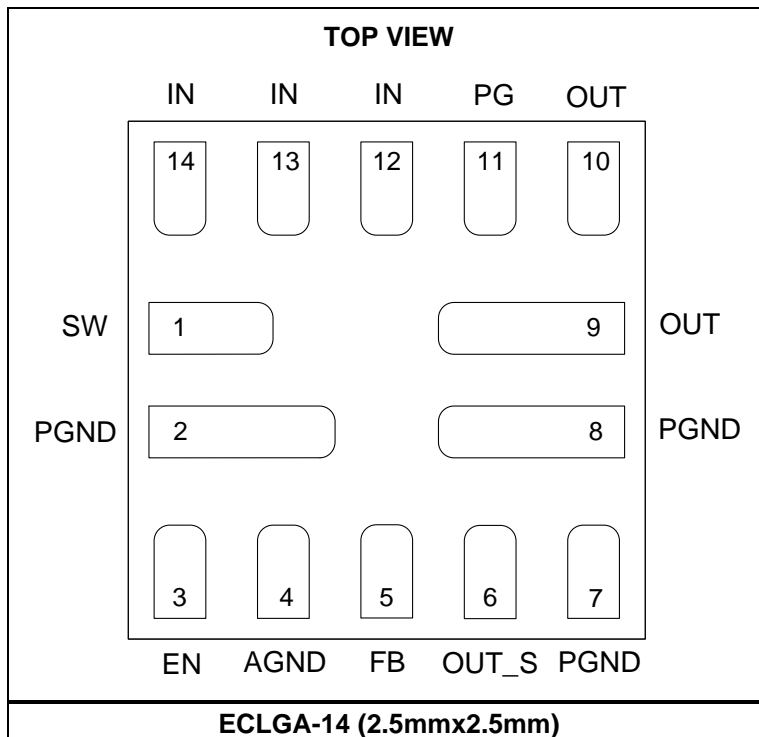 TOP VIEW
IN IN IN PG OUT
14 13 12 11 10
SW 1 9 OUT
PGND 2 8 PGND
3 4 5 6 7
EN AGND FB OUT_S PGND
ECLGA-14 (2.5mmx2.5mm)